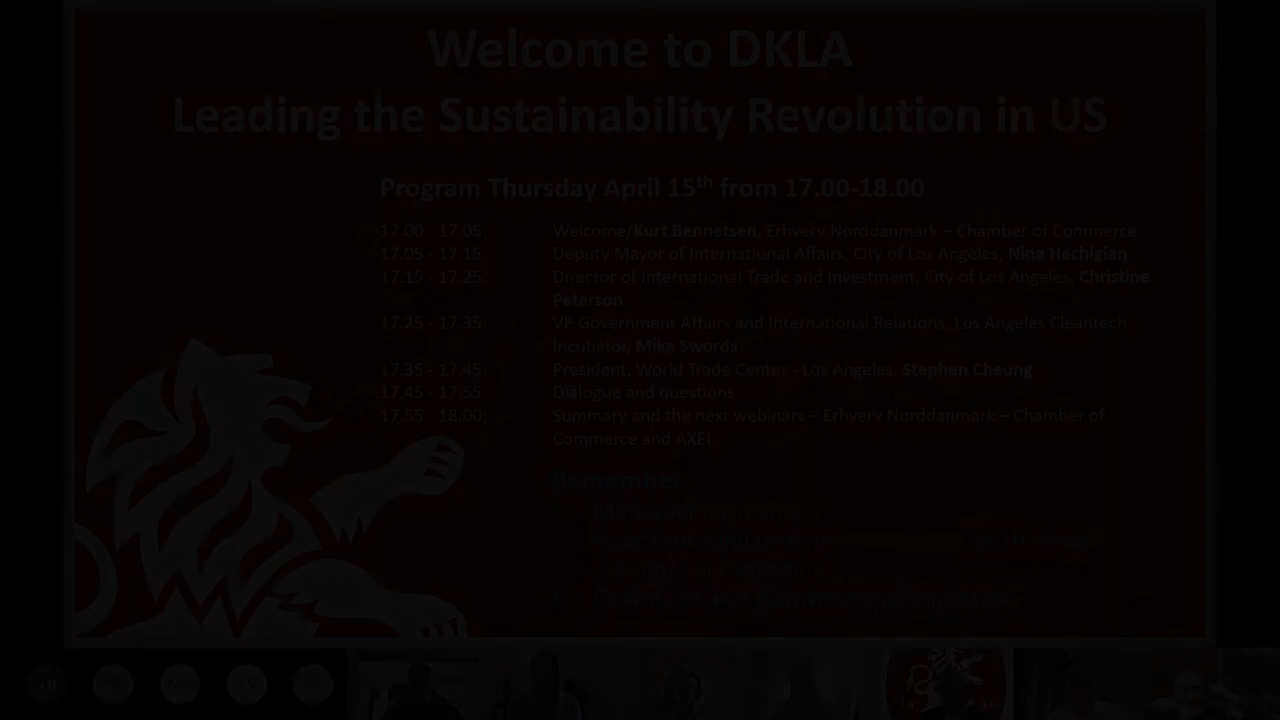 Welcome to DKLA
Leading the Sustainability Revolution in US
Program Thursday April 15th from 17.00-18.00
17.00 - 17.05: Welcome/Kurt Bennetsen, Erhverv Norddanmark – Chamber of Commerce
17.05 - 17.15: Deputy Mayor of International Affairs, City of Los Angeles, Nina Hachigian
17.15 - 17.25: Director of International Trade and Investment, City of Los Angeles, Christine
Peterson
17.25 - 17.35: VP Government Affairs and International Relations, Los Angeles Cleantech
Incubator, Mike Swords
17.35 - 17.45: President, World Trade Center - Los Angeles, Stephen Cheung
17.45 - 17.55 Dialogue and questions
17.55 - 18.00: Summary and the next webinars – Erhverv Norddanmark – Chamber of
Commerce and AXEL
Remember
+11
TS